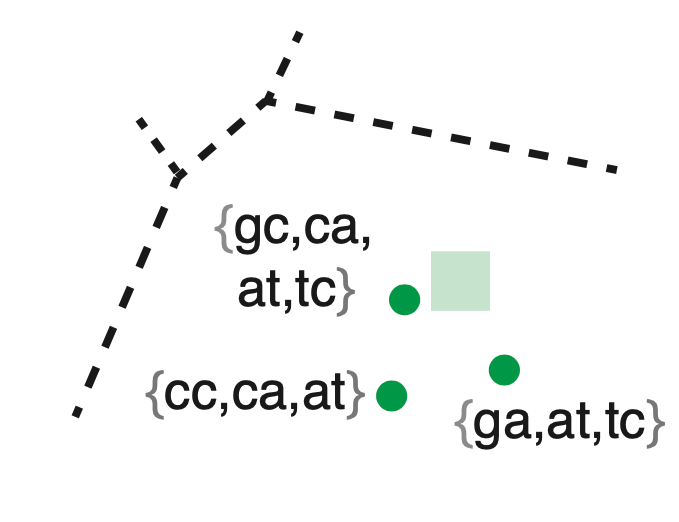 {gc,ca,
at,tc}
{cc,ca,at}
{ga,at,tc}